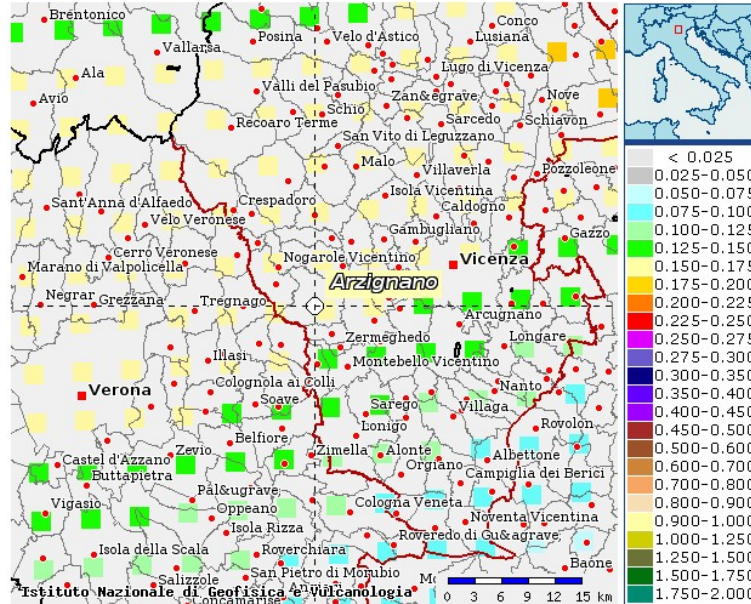 Brentonico
Posina
Velo d'Astico
Conco
Lusiana
Vallarsa
Ala
Lugo di Vicenza
Valli del Pasubio
Avio
Zan&egrave
Nove
Schio
Recoaro Terme
Sarcedo
Schiavon
San Vito di Leguzzano
Malo
Villaverla
Pozzoleone
Sant'Anna d'Alfaedo
Crespadoro
Isola Vicentina
Velo Veronese
Caldogno
Gambugliano
Gazzo
Cerro Veronese
Nogarole Vicentino
Vicenza
Marano di Valpolicella
Arzignano
Negrar
Grezzana
Tregnago
Arcugnano
Zermeghedo
Longare
Illasi
Montebello Vicentino
Verona
Colognola ai Colli
Nanto
Soave
Sarego
Villaga
Lonigo
Rovolon
Belfiore
Castel d'Azzano
Zevio
Zimella
Alonte
Albettone
Buttapietra
Orgiano
Campiglia dei Berici
Vigasio
Pàl&ugrave
Oppeano
Cologna Veneta
Isola Rizza
Noventa Vicentina
Roveredo di Gu&agrave
Isola della Scala
Roverchiara
Baone
Salizzole
San Pietro di Morubio
Istituto Nazionale di Geofisica e Vulcanologia
Concamarise
0 3 6 9 12 15 km
< 0.025
0.025-0.050
0.050-0.075
0.075-0.100
0.100-0.125
0.125-0.150
0.150-0.175
0.175-0.200
0.200-0.225
0.225-0.250
0.250-0.275
0.275-0.300
0.300-0.350
0.350-0.400
0.400-0.450
0.450-0.500
0.500-0.600
0.600-0.700
0.700-0.800
0.800-0.900
0.900-1.000
1.000-1.250
1.250-1.500
1.500-1.750
1.750-2.000